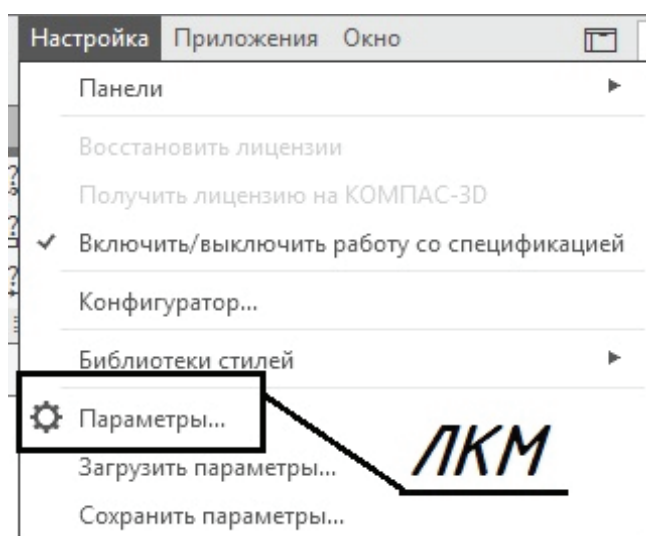 Настройка Приложения Окно
Панели
Восстановить лицензии
Получить лицензию на КОМПАС-3D
Включить/выключить работу со спецификацией
Конфигуратор...
Библиотеки стилей
Параметры...
ЛКМ
Загрузить параметры...
Сохранить параметры...